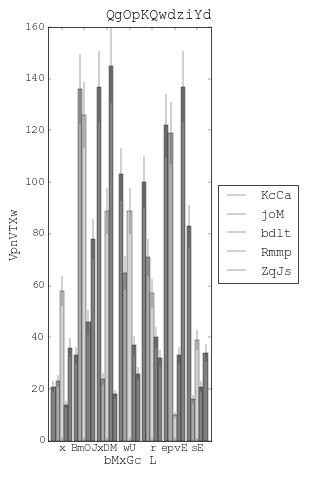 QgOpKQwdziYd
160
140
120
100
80
60
40
20
0
VpnVTXw
x BmOJxDM wU r epvE sE
bMxGc L
KcCa
joM
bdlt
Rmmp
ZqJs